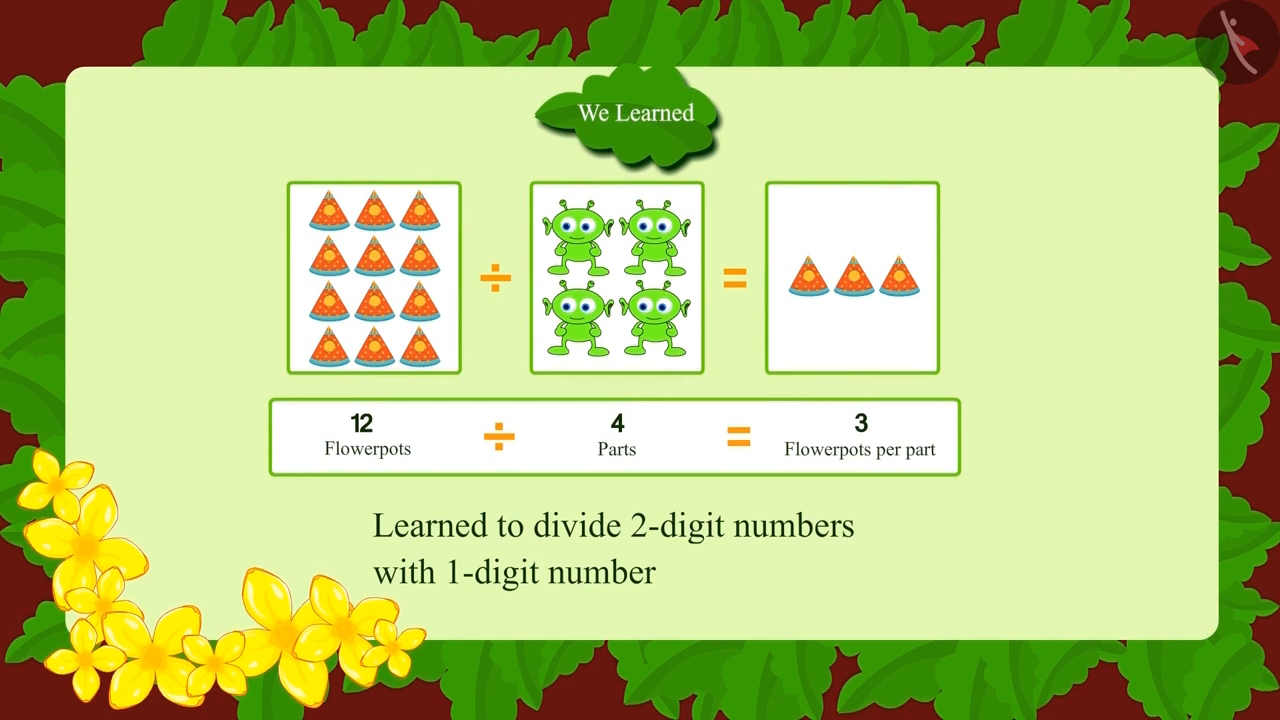 We Learned
÷ =
12 ÷ 4 = 3
Flowerpots Parts Flowerpots per part
Learned to divide 2-digit numbers
with 1-digit number